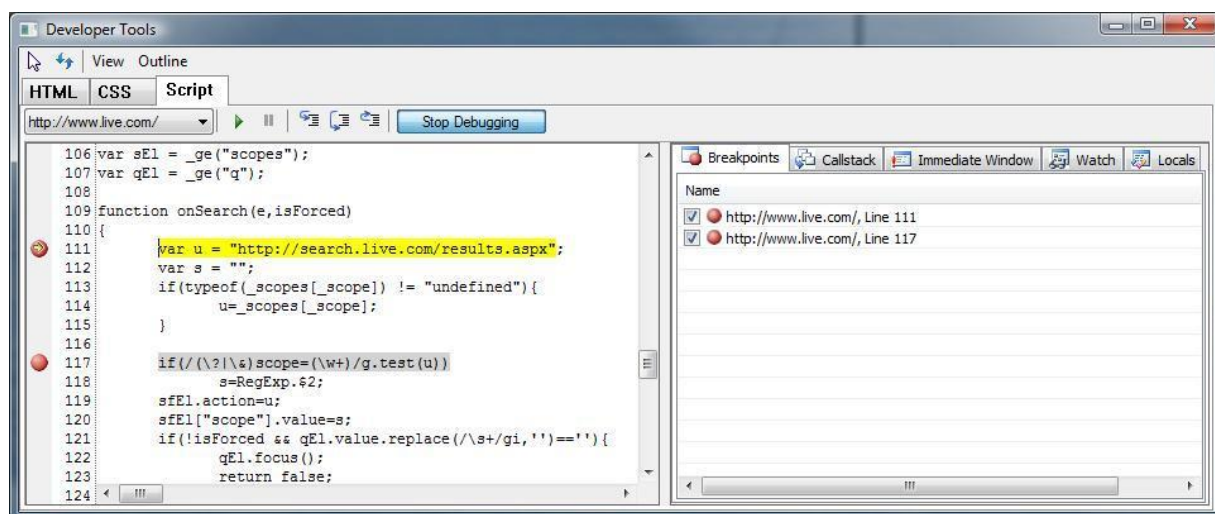 Developer Tools
View Outline
HTML CSS Script
http://www.live.com/ Stop Debugging
106 var sEl = _ge("scopes");
107 var qEl = _ge("q");
108
109 function onSearch(e,isForced)
110 {
111 var u = "http://search.live.com/results.aspx";
112 var s = "";
113 if(typeof(_scopes[_scope]) != "undefined"){
114 u=_scopes[_scope];
115 }
116
117 if(/(\?|\&)scope=(\w+)/g.test(u))
118 s=RegExp.$2;
119 sfEl.action=u;
120 sfEl["scope"].value=s;
121 if(!isForced && qEl.value.replace(/\s+/gi,'')==''){
122 qEl.focus();
123 return false;
124
Breakpoints Callstack Immediate Window Watch Locals
Name
http://www.live.com/, Line 111
http://www.live.com/, Line 117